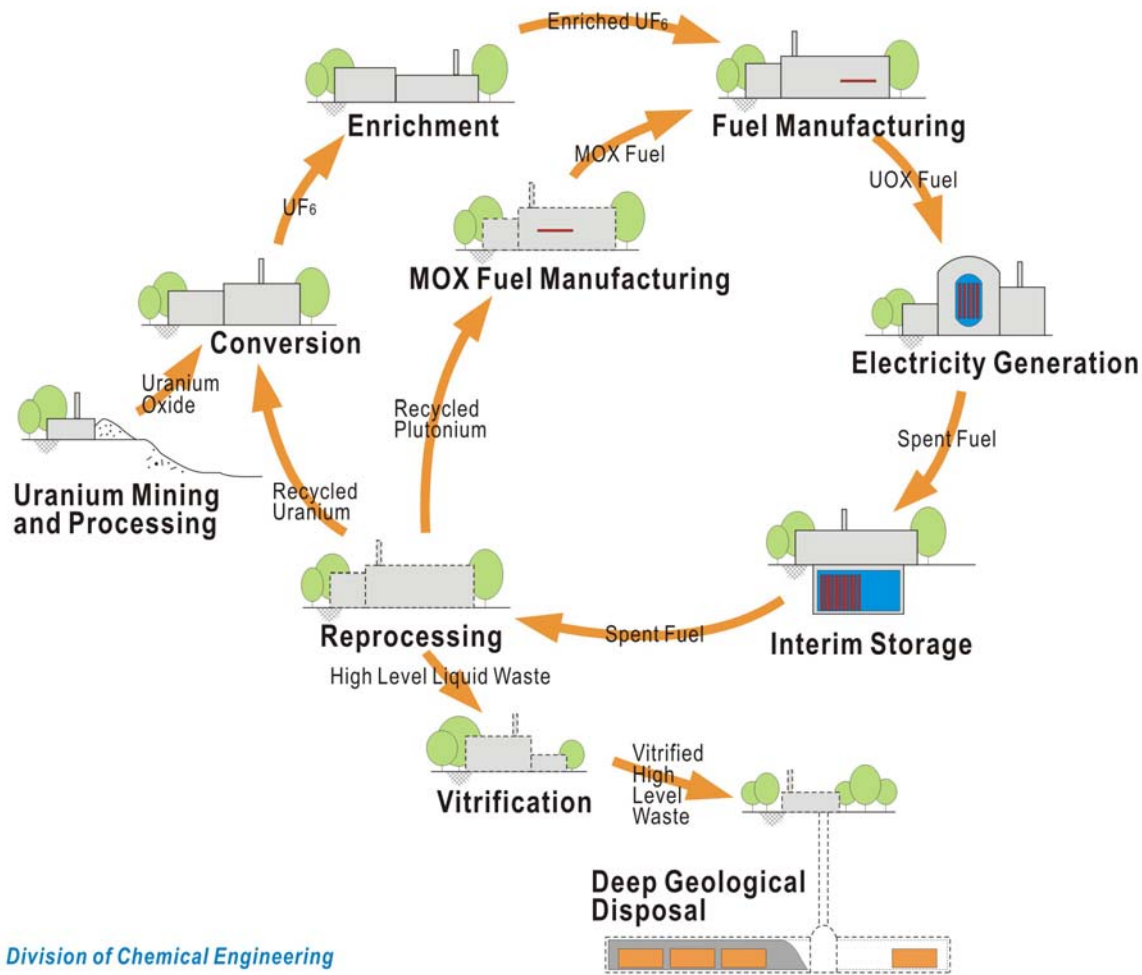 Enriched UF₆
Enrichment
Fuel Manufacturing
MOX Fuel
UOX Fuel
UF₆
MOX Fuel Manufacturing
Conversion
Electricity Generation
Uranium
Oxide
Recycled
Plutonium
Spent Fuel
Uranium Mining
and Processing
Recycled
Uranium
Reprocessing
Spent Fuel
Interim Storage
High Level Liquid Waste
Vitrification
Vitrified
High
Level
Waste
Deep Geological
Disposal
Division of Chemical Engineering